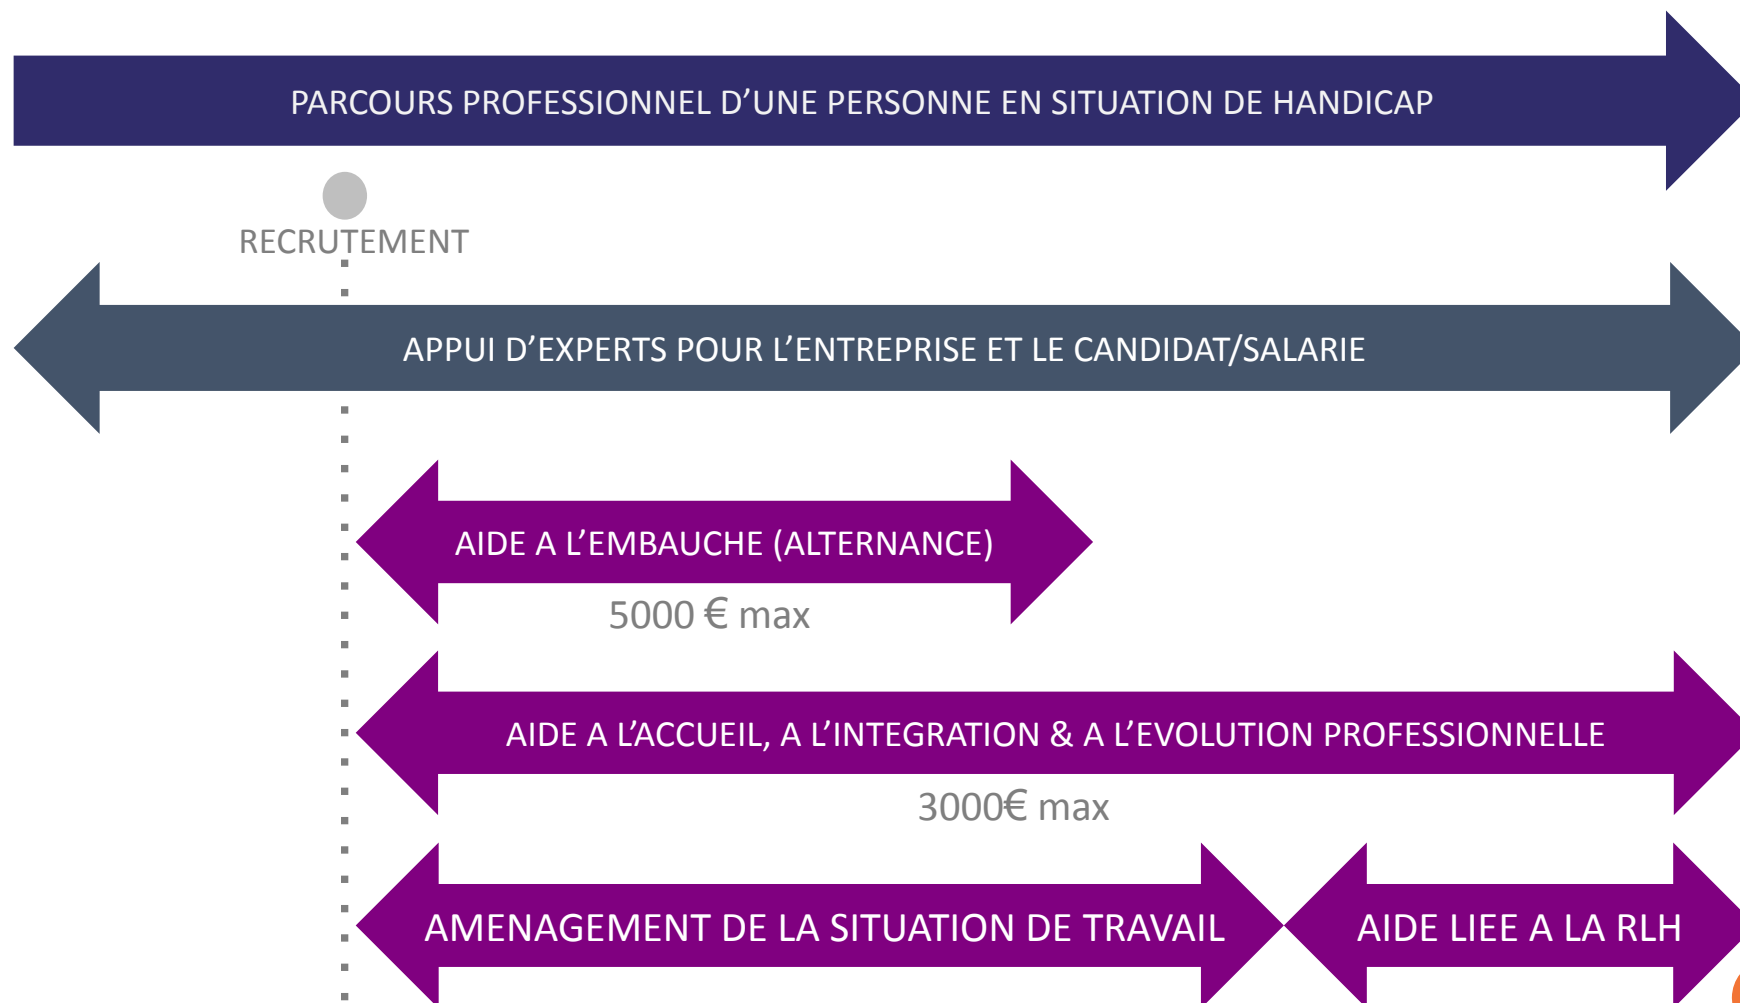 PARCOURS PROFESSIONNEL D’UNE PERSONNE EN SITUATION DE HANDICAP
RECRUTEMENT
APPUI D’EXPERTS POUR L’ENTREPRISE ET LE CANDIDAT/SALARIE
AIDE A L’EMBAUCHE (ALTERNANCE)
5000 € max
AIDE A L’ACCUEIL, A L’INTEGRATION & A L’EVOLUTION PROFESSIONNELLE
3000€ max
AMENAGEMENT DE LA SITUATION DE TRAVAIL
AIDE LIEE A LA RLH